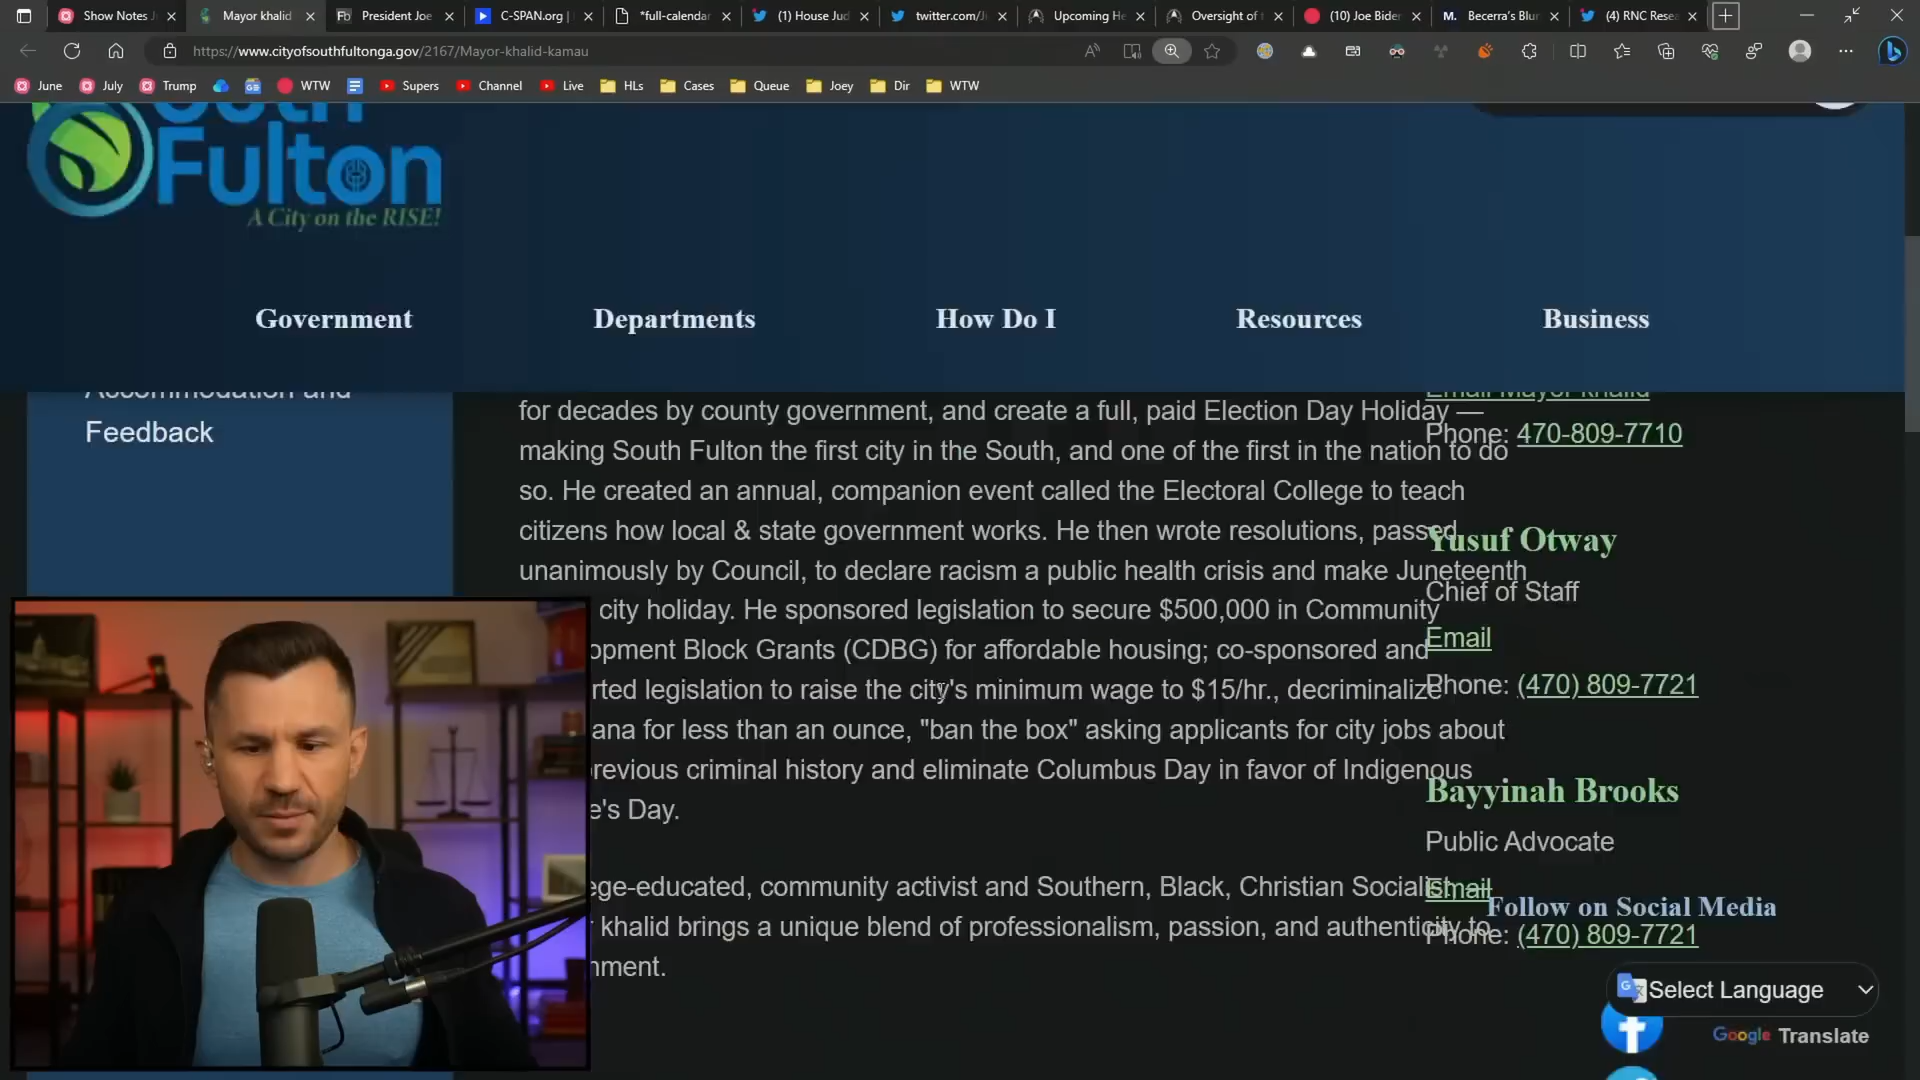 Show Notes J
Mayor khalid
President Joe
C-SPAN.org |
*full-calendar
(1) House Jud
twitter.com/J
Upcoming He
Oversight of t
(10) Joe Biden
Becerra's Blun
(4) RNC Resea
https://www.cityofsouthfultonga.gov/2167/Mayor-khalid-kamau
June
July
Trump
WTW
Supers
Channel
Live
HLs
Cases
Queue
Joey
Dir
WTW
South
Fulton
A City on the RISE!
Government
Departments
How Do I
Resources
Business
Accommodation and
Feedback
for decades by county government, and create a full, paid Election Day Holiday —
making South Fulton the first city in the South, and one of the first in the nation to do
so. He created an annual, companion event called the Electoral College to teach
citizens how local & state government works. He then wrote resolutions, passed
unanimously by Council, to declare racism a public health crisis and make Juneteenth
city holiday. He sponsored legislation to secure $500,000 in Community
opment Block Grants (CDBG) for affordable housing; co-sponsored and
rted legislation to raise the city's minimum wage to $15/hr., decriminalize
ana for less than an ounce, "ban the box" asking applicants for city jobs about
previous criminal history and eliminate Columbus Day in favor of Indigenous
e's Day.
ege-educated, community activist and Southern, Black, Christian Socialist,
khalid brings a unique blend of professionalism, passion, and authenticity to
nment.
Email Mayor khalid
Phone: 470-809-7710
Yusuf Otway
Chief of Staff
Email
Phone: (470) 809-7721
Bayyinah Brooks
Public Advocate
Email
Follow on Social Media
Phone: (470) 809-7721
Select Language
Google Translate